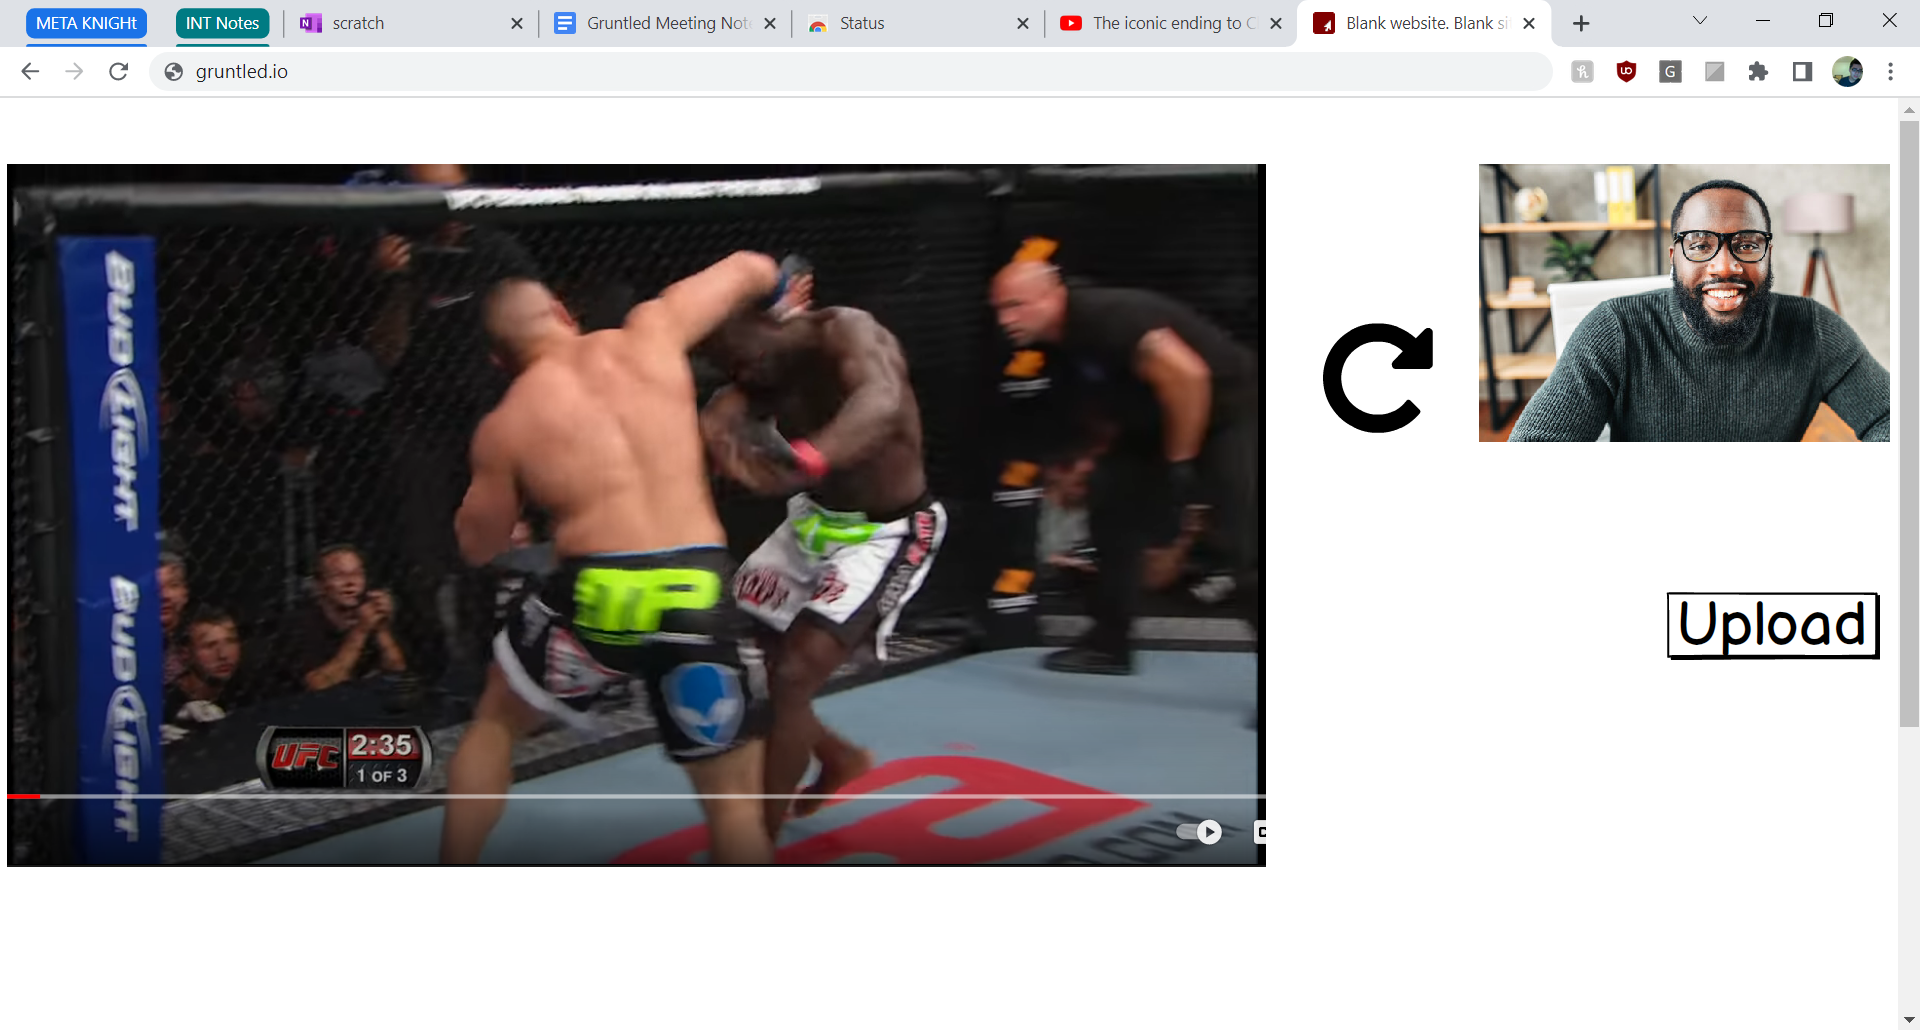 META KNIGHt
INT Notes
scratch
Gruntled Meeting Not
Status
The iconic ending to C
Blank website. Blank si
gruntled.io
BUD LIGHT
BUD LIGHT
UFC
2:35
1 OF 3
Upload